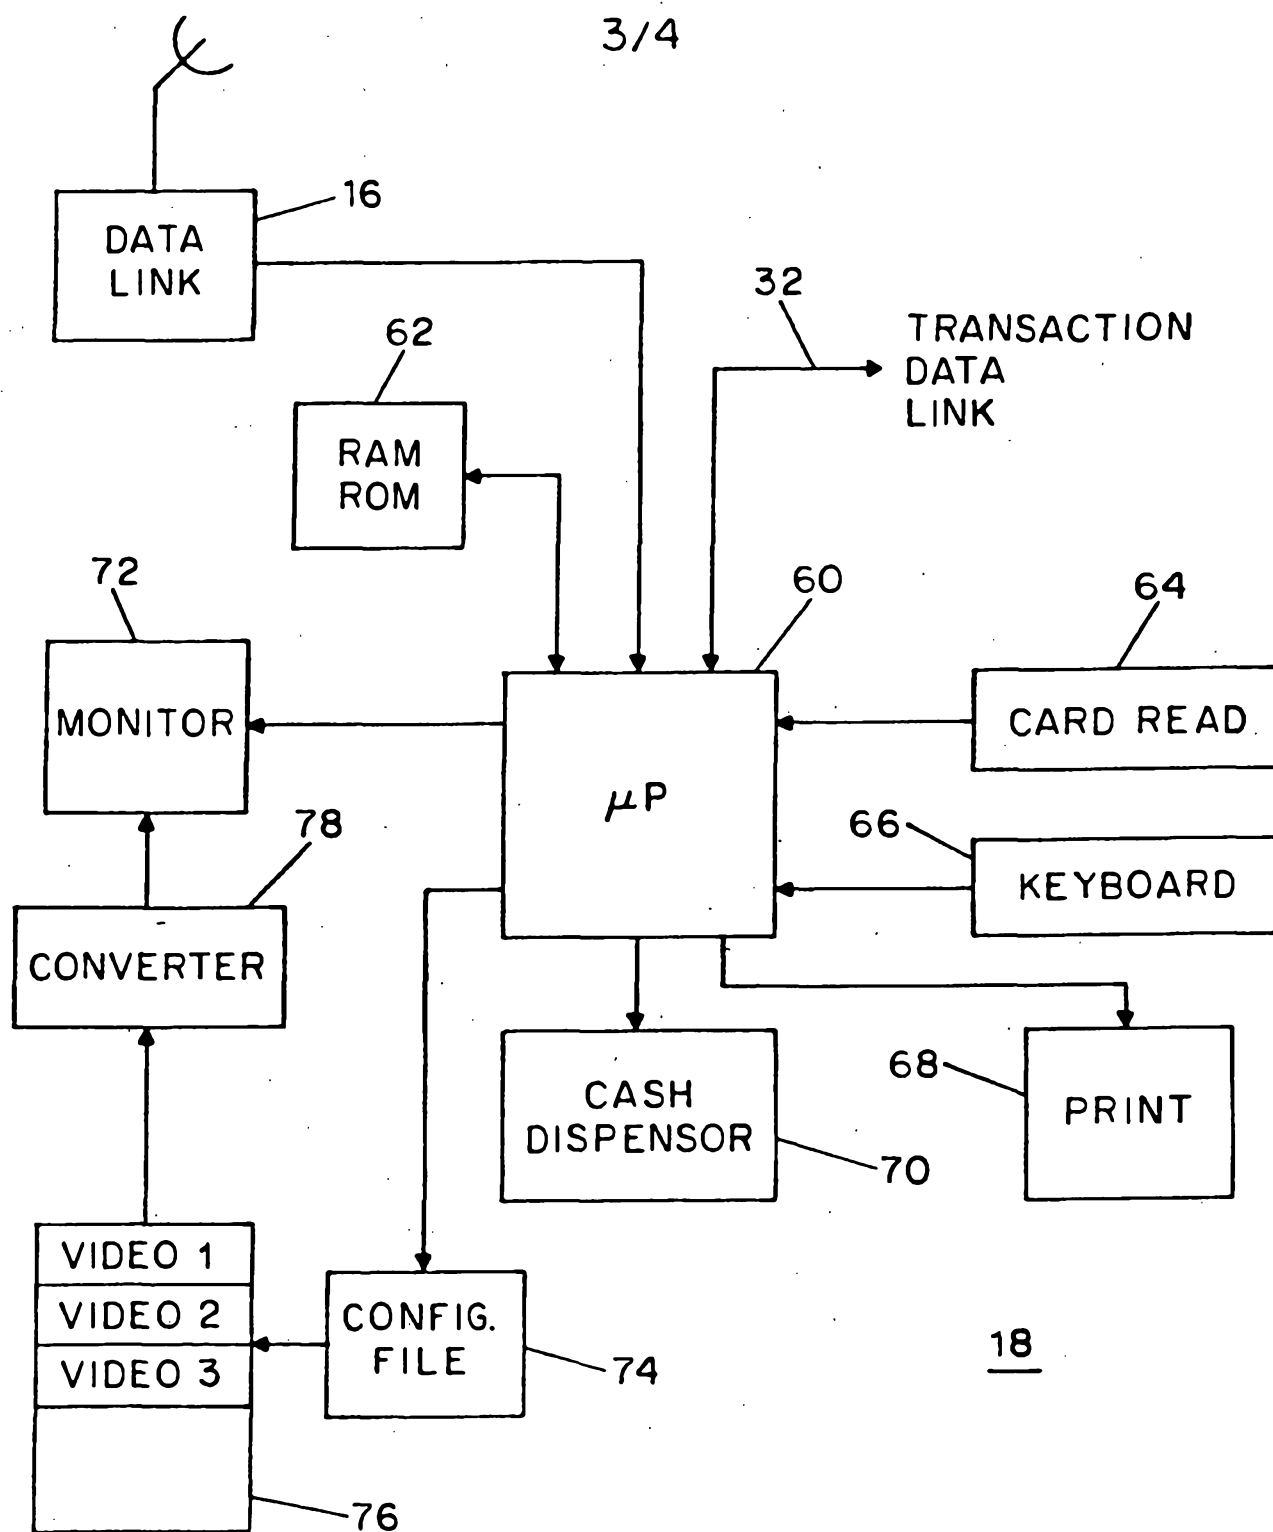 3/4
16
DATA
LINK
32
TRANSACTION
DATA
LINK
62
RAM
ROM
72
60
64
MONITOR
μP
CARD READ
78
66
KEYBOARD
CONVERTER
CASH
DISPENSOR
70
68
PRINT
VIDEO 1
VIDEO 2
VIDEO 3
CONFIG.
FILE
74
18
76